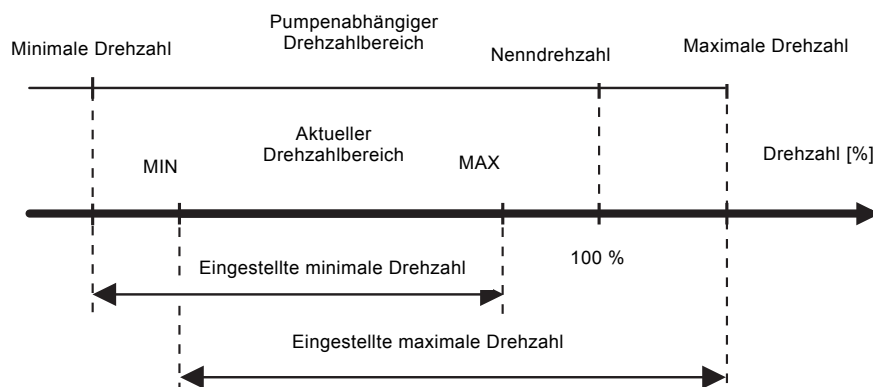 Pumpenabhängiger
Drehzahlbereich
Minimale Drehzahl
Nenndrehzahl
Maximale Drehzahl
Aktueller
Drehzahlbereich
MIN
MAX
Drehzahl [%]
100 %
Eingestellte minimale Drehzahl
Eingestellte maximale Drehzahl